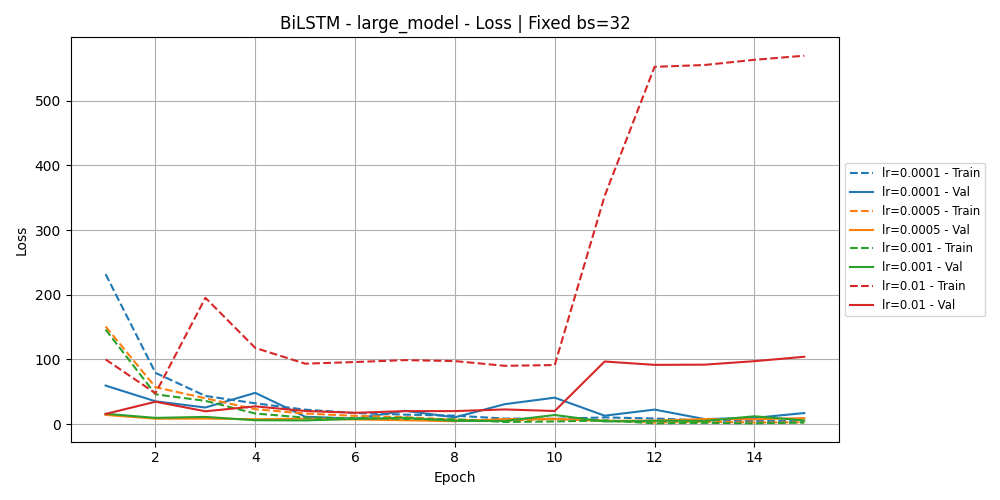 BiLSTM - large_model - Loss | Fixed bs=32
Loss
500
400
300
200
100
0
2
4
6
8
10
12
14
Epoch
lr=0.0001 - Train
lr=0.0001 - Val
lr=0.0005 - Train
lr=0.0005 - Val
lr=0.001 - Train
lr=0.001 - Val
lr=0.01 - Train
lr=0.01 - Val